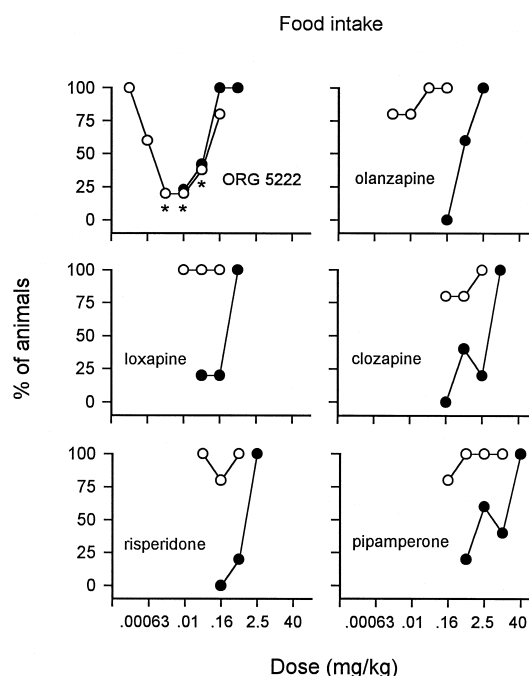 Food intake
100
75
50
25
0
* * *
ORG 5222
olanzapine
100
75
50
25
0
loxapine
clozapine
% of animals
100
75
50
25
0
risperidone
pipamperone
.00063 .01 .16 2.5 40
.00063 .01 .16 2.5 40
Dose (mg/kg)